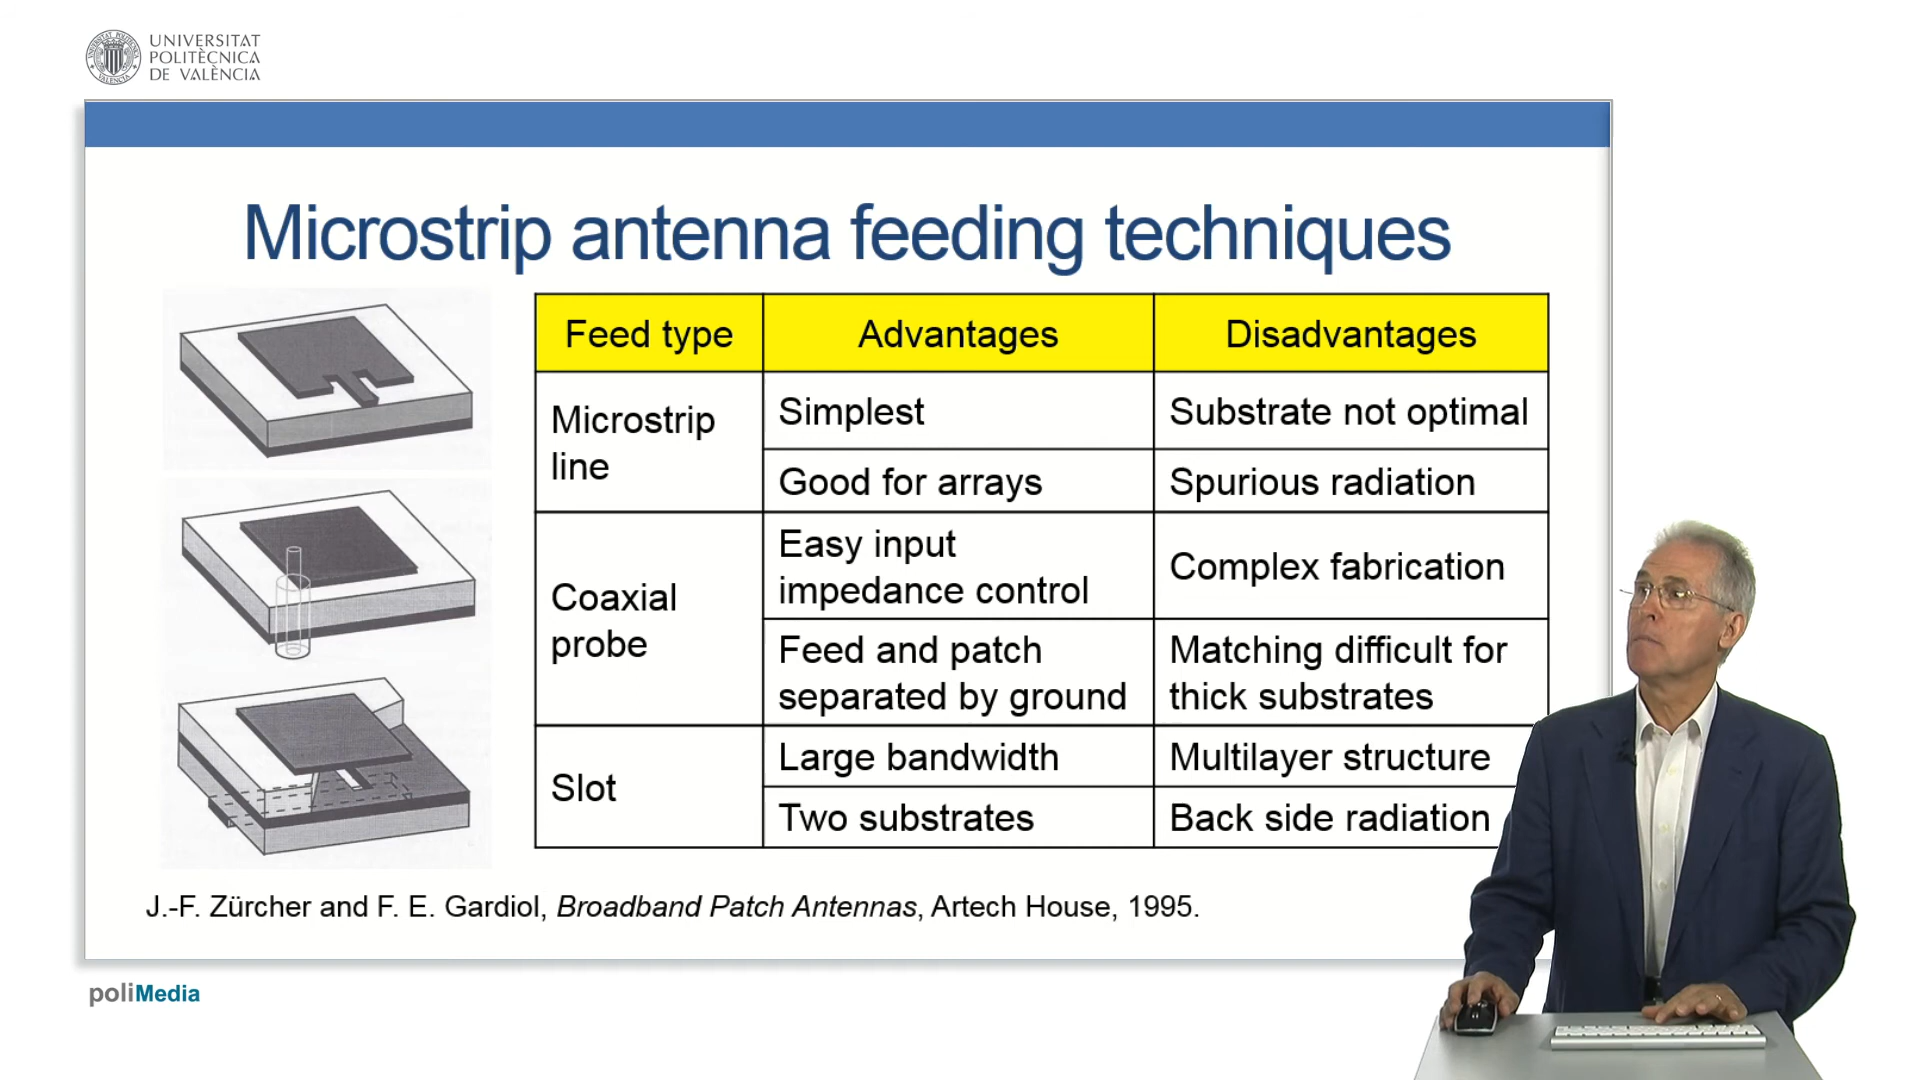 UNIVERSITAT
POLITÈCNICA
DE VALÈNCIA
Microstrip antenna feeding techniques
Feed type Advantages Disadvantages
Microstrip
line
Simplest Substrate not optimal
Good for arrays Spurious radiation
Coaxial
probe
Easy input
impedance control
Complex fabrication
Feed and patch
separated by ground
Matching difficult for
thick substrates
Slot
Large bandwidth Multilayer structure
Two substrates Back side radiation
J.-F. Zürcher and F. E. Gardiol, Broadband Patch Antennas, Artech House, 1995.
poliMedia